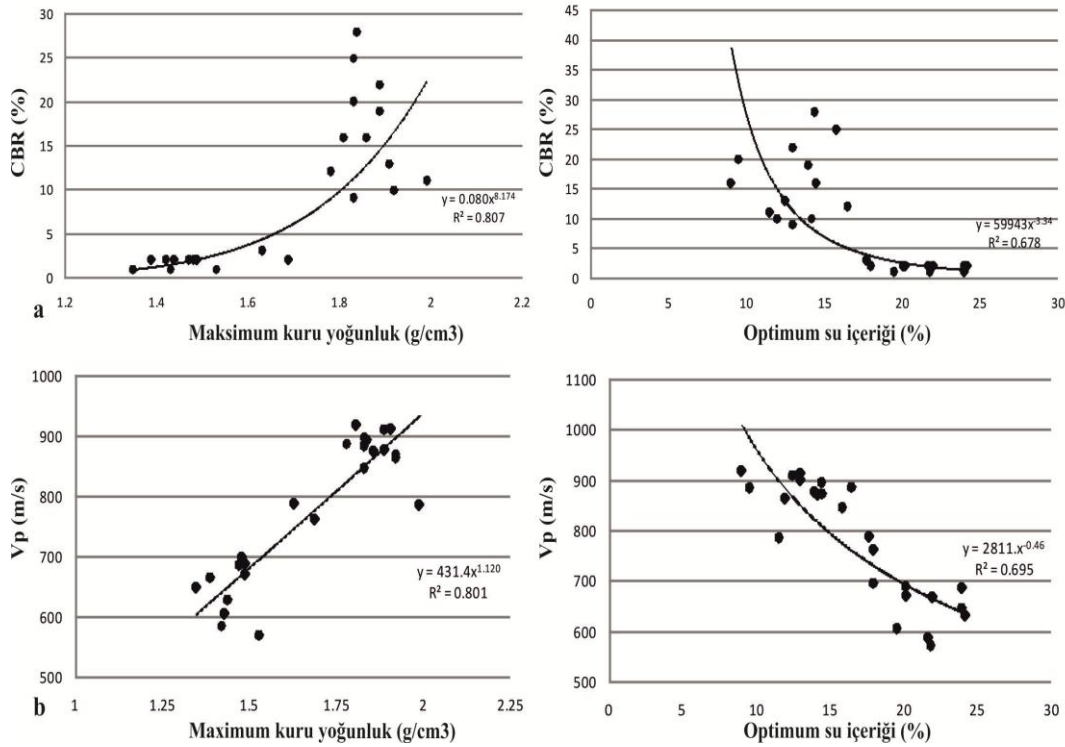 30
25
20
15
10
5
0
CBR (%)
y = 0.080x^8.174
R² = 0.807
1.2 1.4 1.6 1.8 2 2.2
a
Maksimum kuru yoğunluk (g/cm3)
45
40
35
30
25
20
15
10
5
0
CBR (%)
y = 59943x^-3.34
R² = 0.678
0 5 10 15 20 25 30
Optimum su içeriği (%)
1000
900
800
700
600
500
Vp (m/s)
y = 431.4x^1.120
R² = 0.801
1 1.25 1.5 1.75 2 2.25
b
Maximum kuru yoğunluk (g/cm3)
1100
1000
900
800
700
600
500
Vp (m/s)
y = 2811.x^-0.46
R² = 0.695
0 5 10 15 20 25 30
Optimum su içeriği (%)